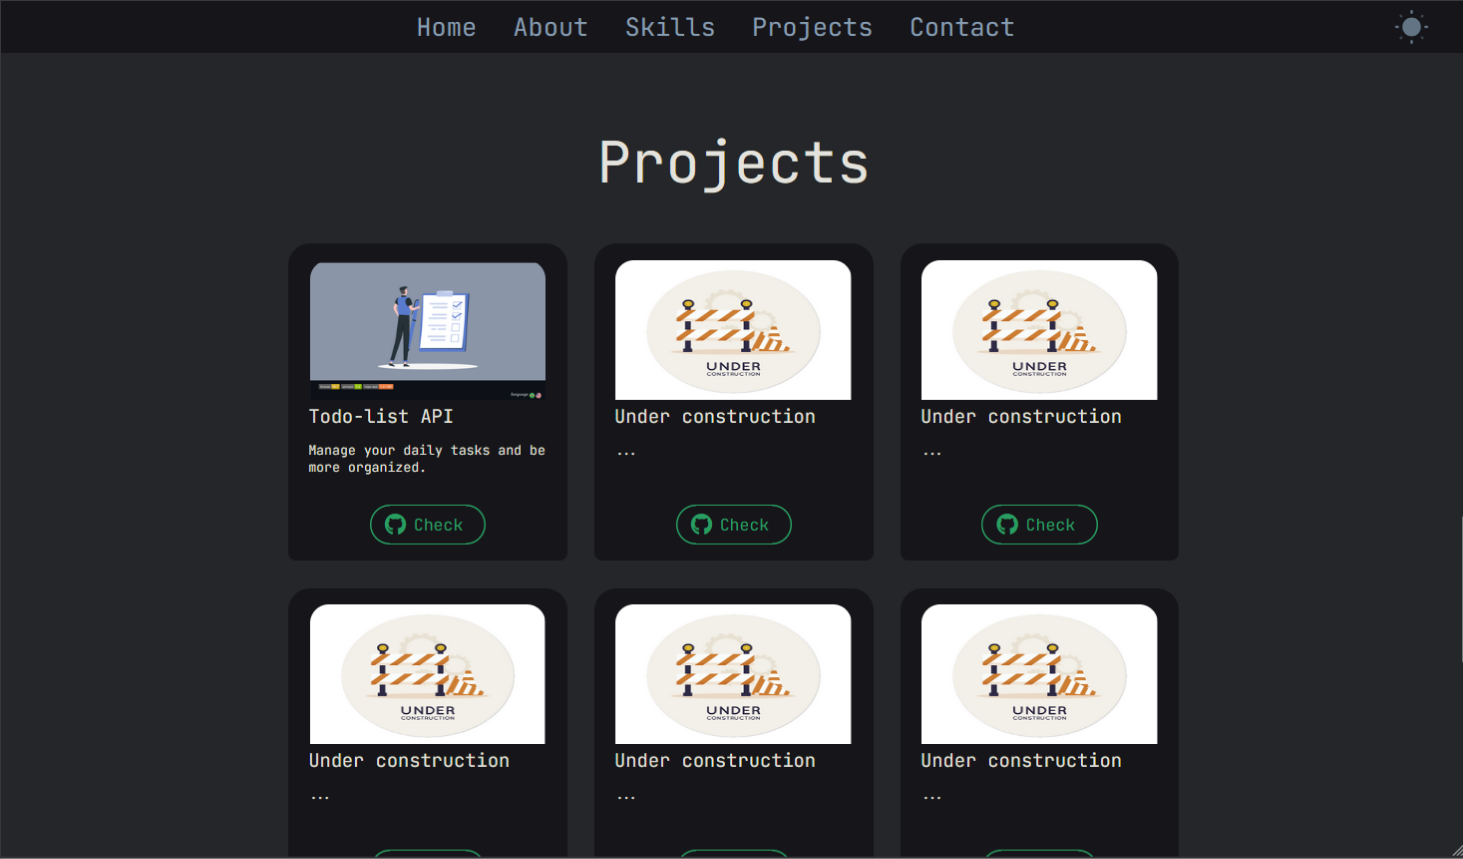 Home About Skills Projects Contact
Projects
Todo-list API
Manage your daily tasks and be
more organized.
Check
UNDER
CONSTRUCTION
Under construction
...
Check
UNDER
CONSTRUCTION
Under construction
...
Check
UNDER
CONSTRUCTION
Under construction
...
UNDER
CONSTRUCTION
Under construction
...
UNDER
CONSTRUCTION
Under construction
...